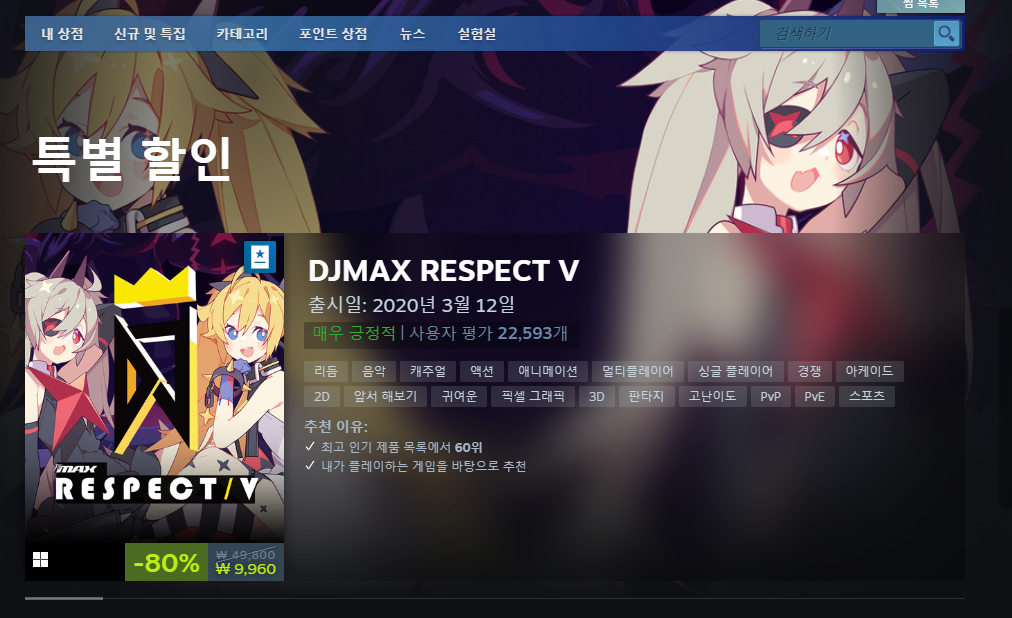 찜 목록
내 상점 신규 및 특집 카테고리 포인트 상점 뉴스 실험실 검색하기
특별 할인
DJMAX RESPECT V
출시일: 2020년 3월 12일
매우 긍정적 | 사용자 평가 22,593개
리듬 음악 캐주얼 액션 애니메이션 멀티플레이어 싱글 플레이어 경쟁 아케이드
2D 앞서 해보기 귀여운 픽셀 그래픽 3D 판타지 고난이도 PvP PvE 스포츠
추천 이유:
✓ 최고 인기 제품 목록에서 60위
✓ 내가 플레이하는 게임을 바탕으로 추천
DJMAX
RESPECT/V
-80% ₩ 49,800
₩ 9,960